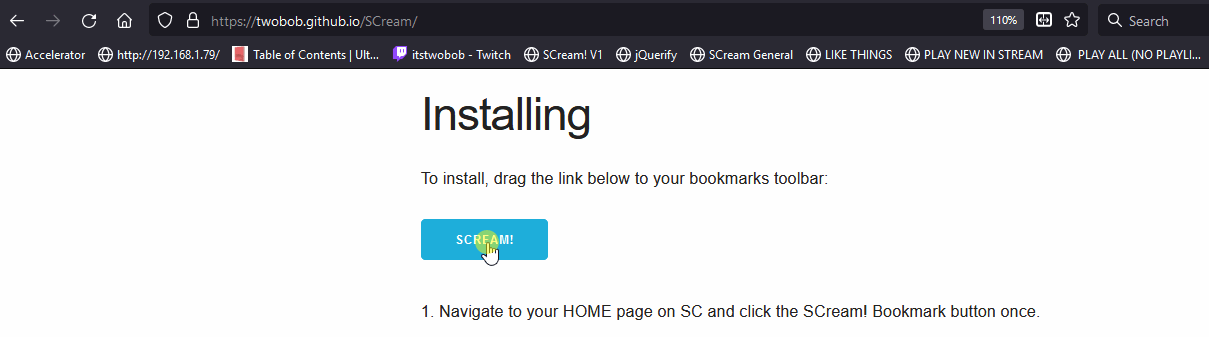 https://twobob.github.io/SCream/ 110% Search
Accelerator http://192.168.1.79/ Table of Contents | Ult... itstwobob - Twitch SCream! V1 jQuerify SCream General LIKE THINGS PLAY NEW IN STREAM PLAY ALL (NO PLAYLI...
Installing
To install, drag the link below to your bookmarks toolbar:
SCREAM!
1. Navigate to your HOME page on SC and click the SCream! Bookmark button once.